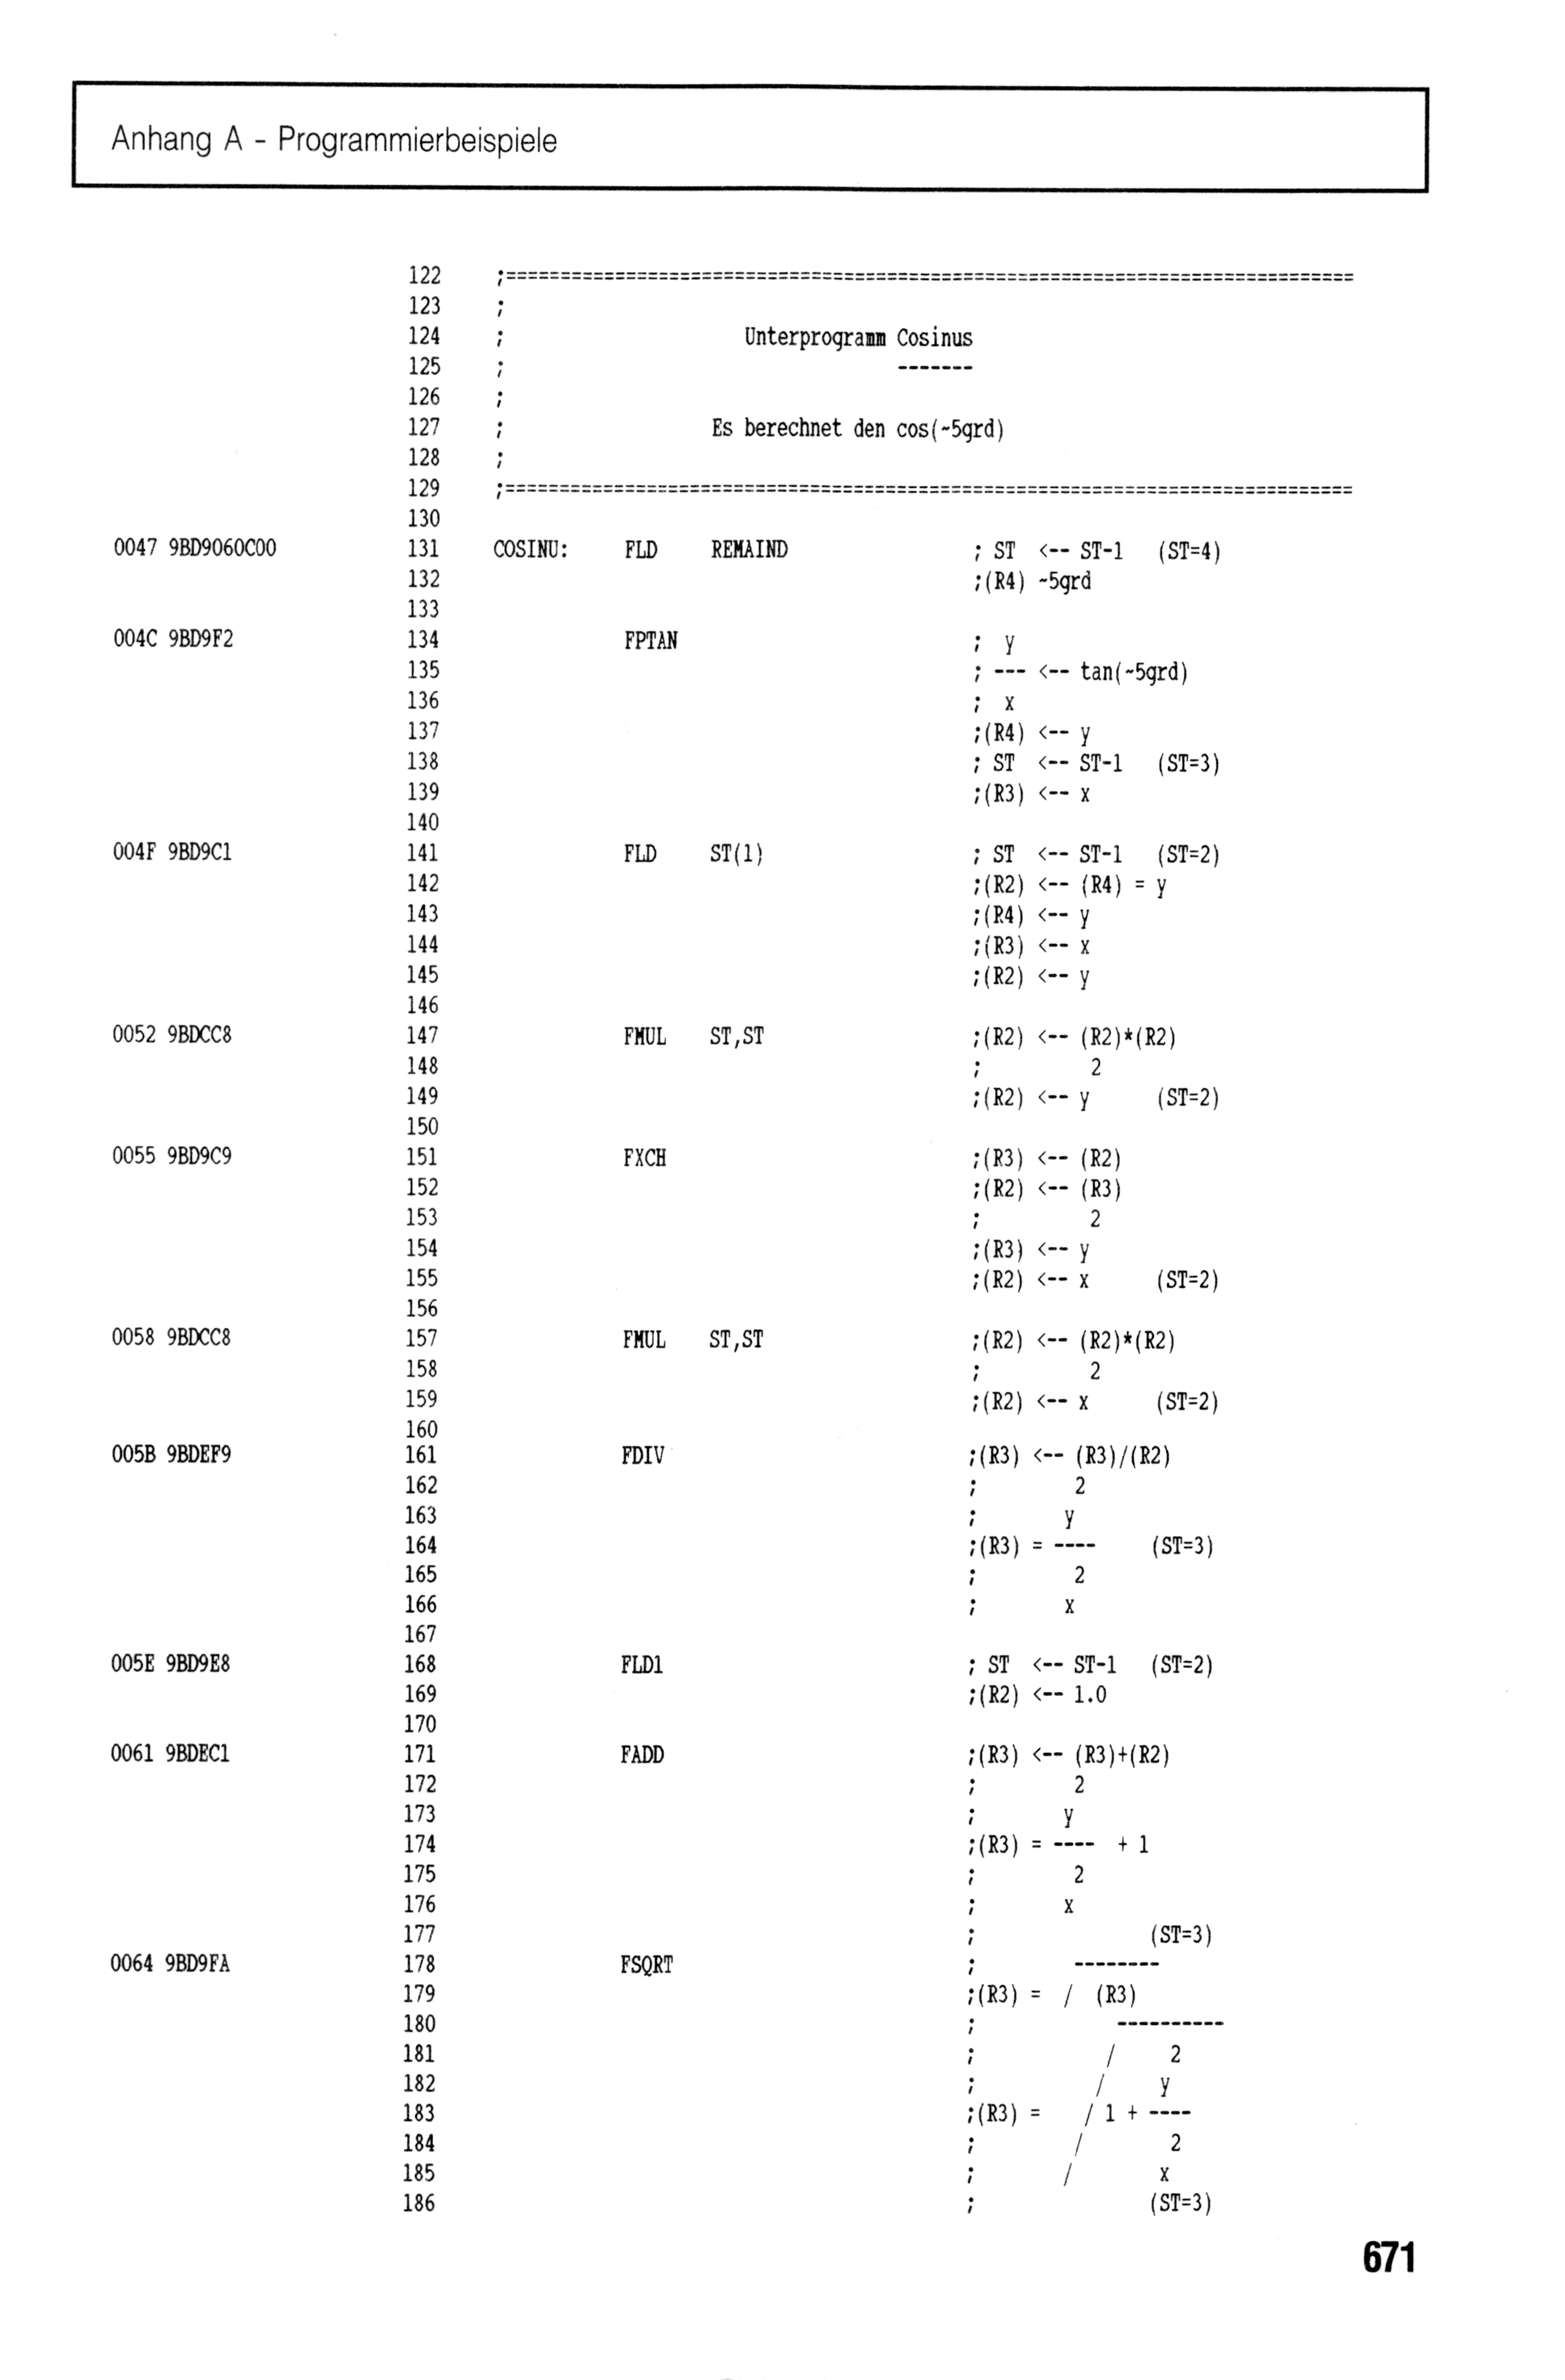 Anhang A - Programmierbeispiele
122 ;==============================================================================
123 ;
124 ; Unterprogramm Cosinus
125 ; -------
126 ;
127 ; Es berechnet den cos(~5grd)
128 ;
129 ;==============================================================================
130
0047 9BD9060C00 131 COSINU: FLD REMAIND ; ST <-- ST-1 (ST=4)
132 ;(R4) ~5grd
133
004C 9BD9F2 134 FPTAN ; y
135 ; --- <-- tan(~5grd)
136 ; x
137 ;(R4) <-- y
138 ; ST <-- ST-1 (ST=3)
139 ;(R3) <-- x
140
004F 9BD9C1 141 FLD ST(1) ; ST <-- ST-1 (ST=2)
142 ;(R2) <-- (R4) = y
143 ;(R4) <-- y
144 ;(R3) <-- x
145 ;(R2) <-- y
146
0052 9BDCC8 147 FMUL ST,ST ;(R2) <-- (R2)*(R2)
148 ; 2
149 ;(R2) <-- y (ST=2)
150
0055 9BD9C9 151 FXCH ;(R3) <-- (R2)
152 ;(R2) <-- (R3)
153 ; 2
154 ;(R3) <-- y
155 ;(R2) <-- x (ST=2)
156
0058 9BDCC8 157 FMUL ST,ST ;(R2) <-- (R2)*(R2)
158 ; 2
159 ;(R2) <-- x (ST=2)
160
005B 9BDEF9 161 FDIV ;(R3) <-- (R3)/(R2)
162 ; 2
163 ; y
164 ;(R3) = ---- (ST=3)
165 ; 2
166 ; x
167
005E 9BD9E8 168 FLD1 ; ST <-- ST-1 (ST=2)
169 ;(R2) <-- 1.0
170
0061 9BDEC1 171 FADD ;(R3) <-- (R3)+(R2)
172 ; 2
173 ; y
174 ;(R3) = ---- + 1
175 ; 2
176 ; x
177 ; (ST=3)
0064 9BD9FA 178 FSQRT ; --------
179 ;(R3) = / (R3)
180 ; ----------
181 ; / 2
182 ; / y
183 ;(R3) = / 1 + ----
184 ; / 2
185 ; / x
186 ; (ST=3)
671